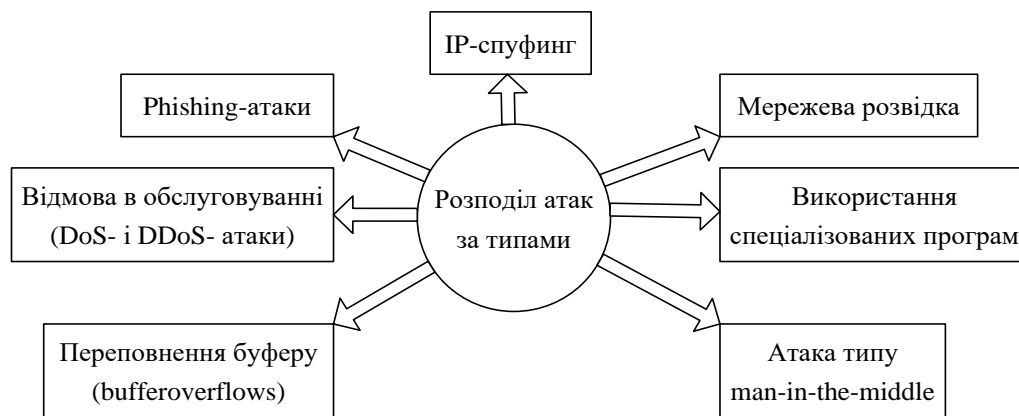 IP-спуфинг
Phishing-атаки
Мережева розвідка
Відмова в обслуговуванні
(DoS- і DDoS- атаки)
Розподіл атак
за типами
Використання
спеціалізованих програм
Переповнення буферу
(bufferoverflows)
Атака типу
man-in-the-middle